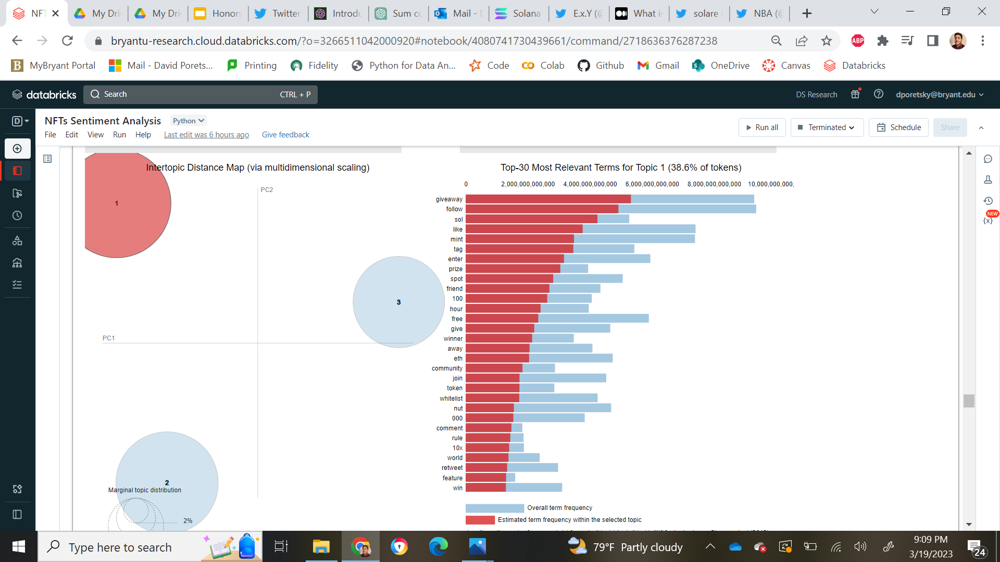 NFT
My Dri
My Dri
Honors
Twitter
Introdu
Sum co
Mail -
Solana
E.x.Y (@
What is
solare
NBA (@
bryantu-research.cloud.databricks.com/?o=3266511042000920#notebook/4080741730439661/command/2718636376287238
ABP
B MyBryant Portal
Mail - David Porets...
Printing
Fidelity
Python for Data An...
Code
Colab
Github
Gmail
OneDrive
Canvas
Databricks
databricks
Search
CTRL + P
DS Research
dporetsky@bryant.edu
D
NFTs Sentiment Analysis
Python
File Edit View Run Help
Last edit was 6 hours ago
Give feedback
Run all
Terminated
Schedule
Share
NEW
Intertopic Distance Map (via multidimensional scaling)
PC2
1
3
PC1
2
Marginal topic distribution
2%
Top-30 Most Relevant Terms for Topic 1 (38.6% of tokens)
0 2,000,000,000,000 4,000,000,000,000 6,000,000,000,000 8,000,000,000,000 10,000,000,000,
giveaway
follow
sol
like
mint
tag
enter
prize
spot
friend
100
hour
free
give
winner
away
eth
community
join
token
whitelist
nut
000
comment
rule
10x
world
retweet
feature
win
Overall term frequency
Estimated term frequency within the selected topic
Type here to search
79°F Partly cloudy
9:09 PM
3/19/2023
24